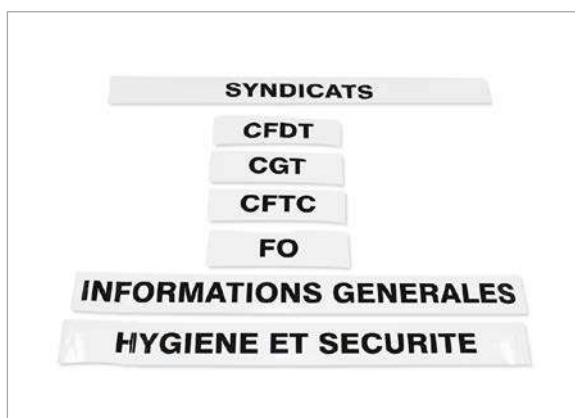 SYNDICATS
CFDT
CGT
CFTC
FO
INFORMATIONS GENERALES
HYGIENE ET SECURITE